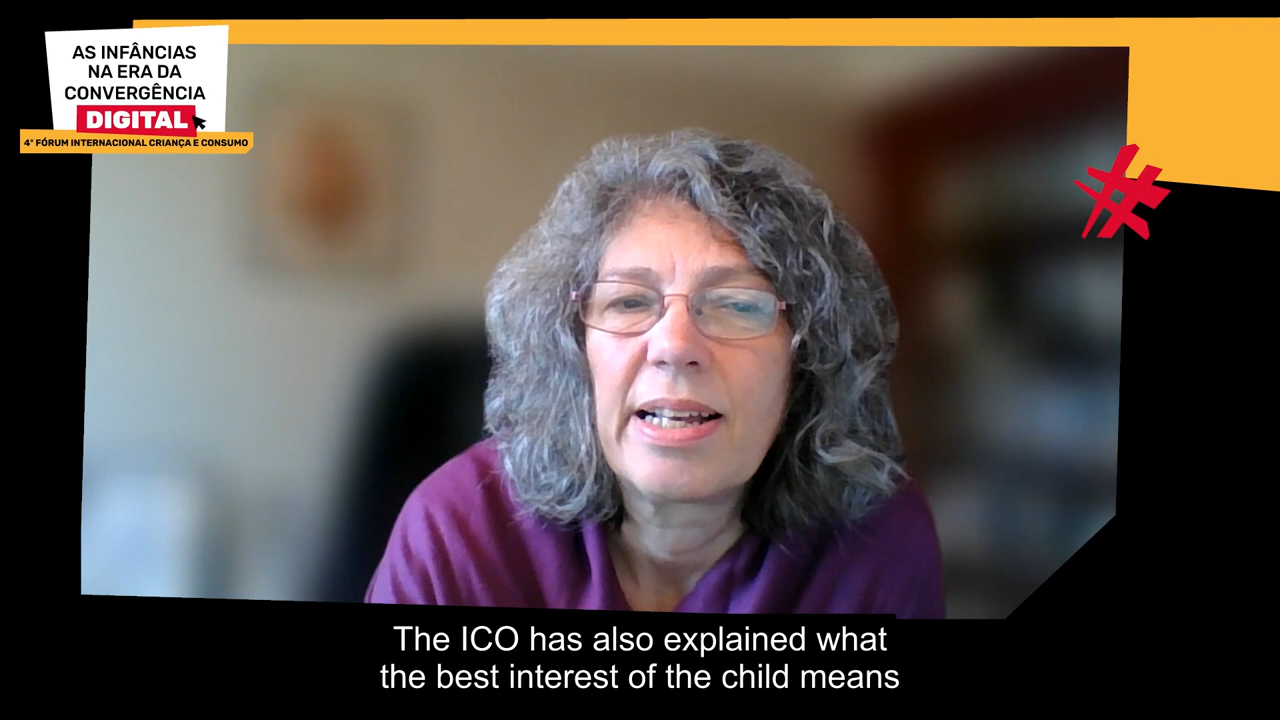 AS INFÂNCIAS
NA ERA DA
CONVERGÊNCIA
DIGITAL
4º FÓRUM INTERNACIONAL CRIANÇA E CONSUMO
The ICO has also explained what
the best interest of the child means